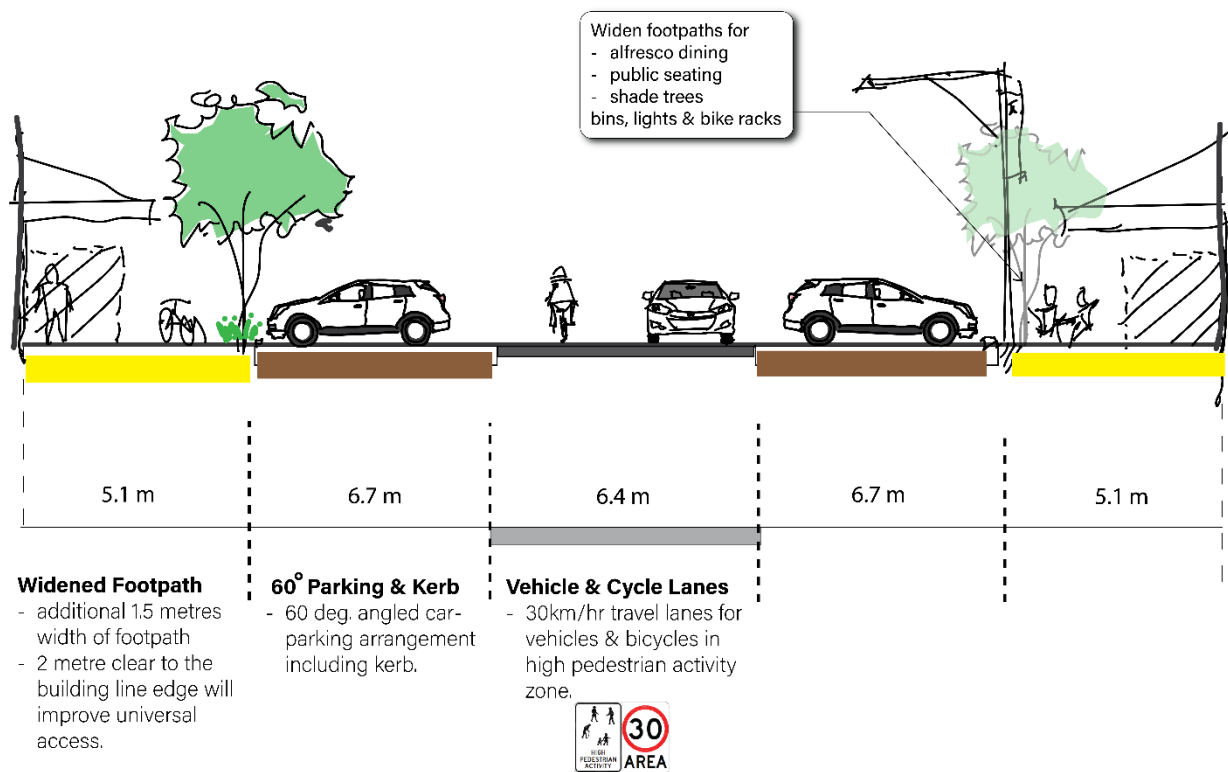 Widen footpaths for
- alfresco dining
- public seating
- shade trees
bins, lights & bike racks
5.1 m
6.7 m
6.4 m
6.7 m
5.1 m
Widened Footpath
- additional 1.5 metres
width of footpath
- 2 metre clear to the
building line edge will
improve universal
access.
60° Parking & Kerb
- 60 deg. angled car-
parking arrangement
including kerb.
Vehicle & Cycle Lanes
- 30km/hr travel lanes for
vehicles & bicycles in
high pedestrian activity
zone.
HIGH
PEDESTRIAN
ACTIVITY
30
AREA